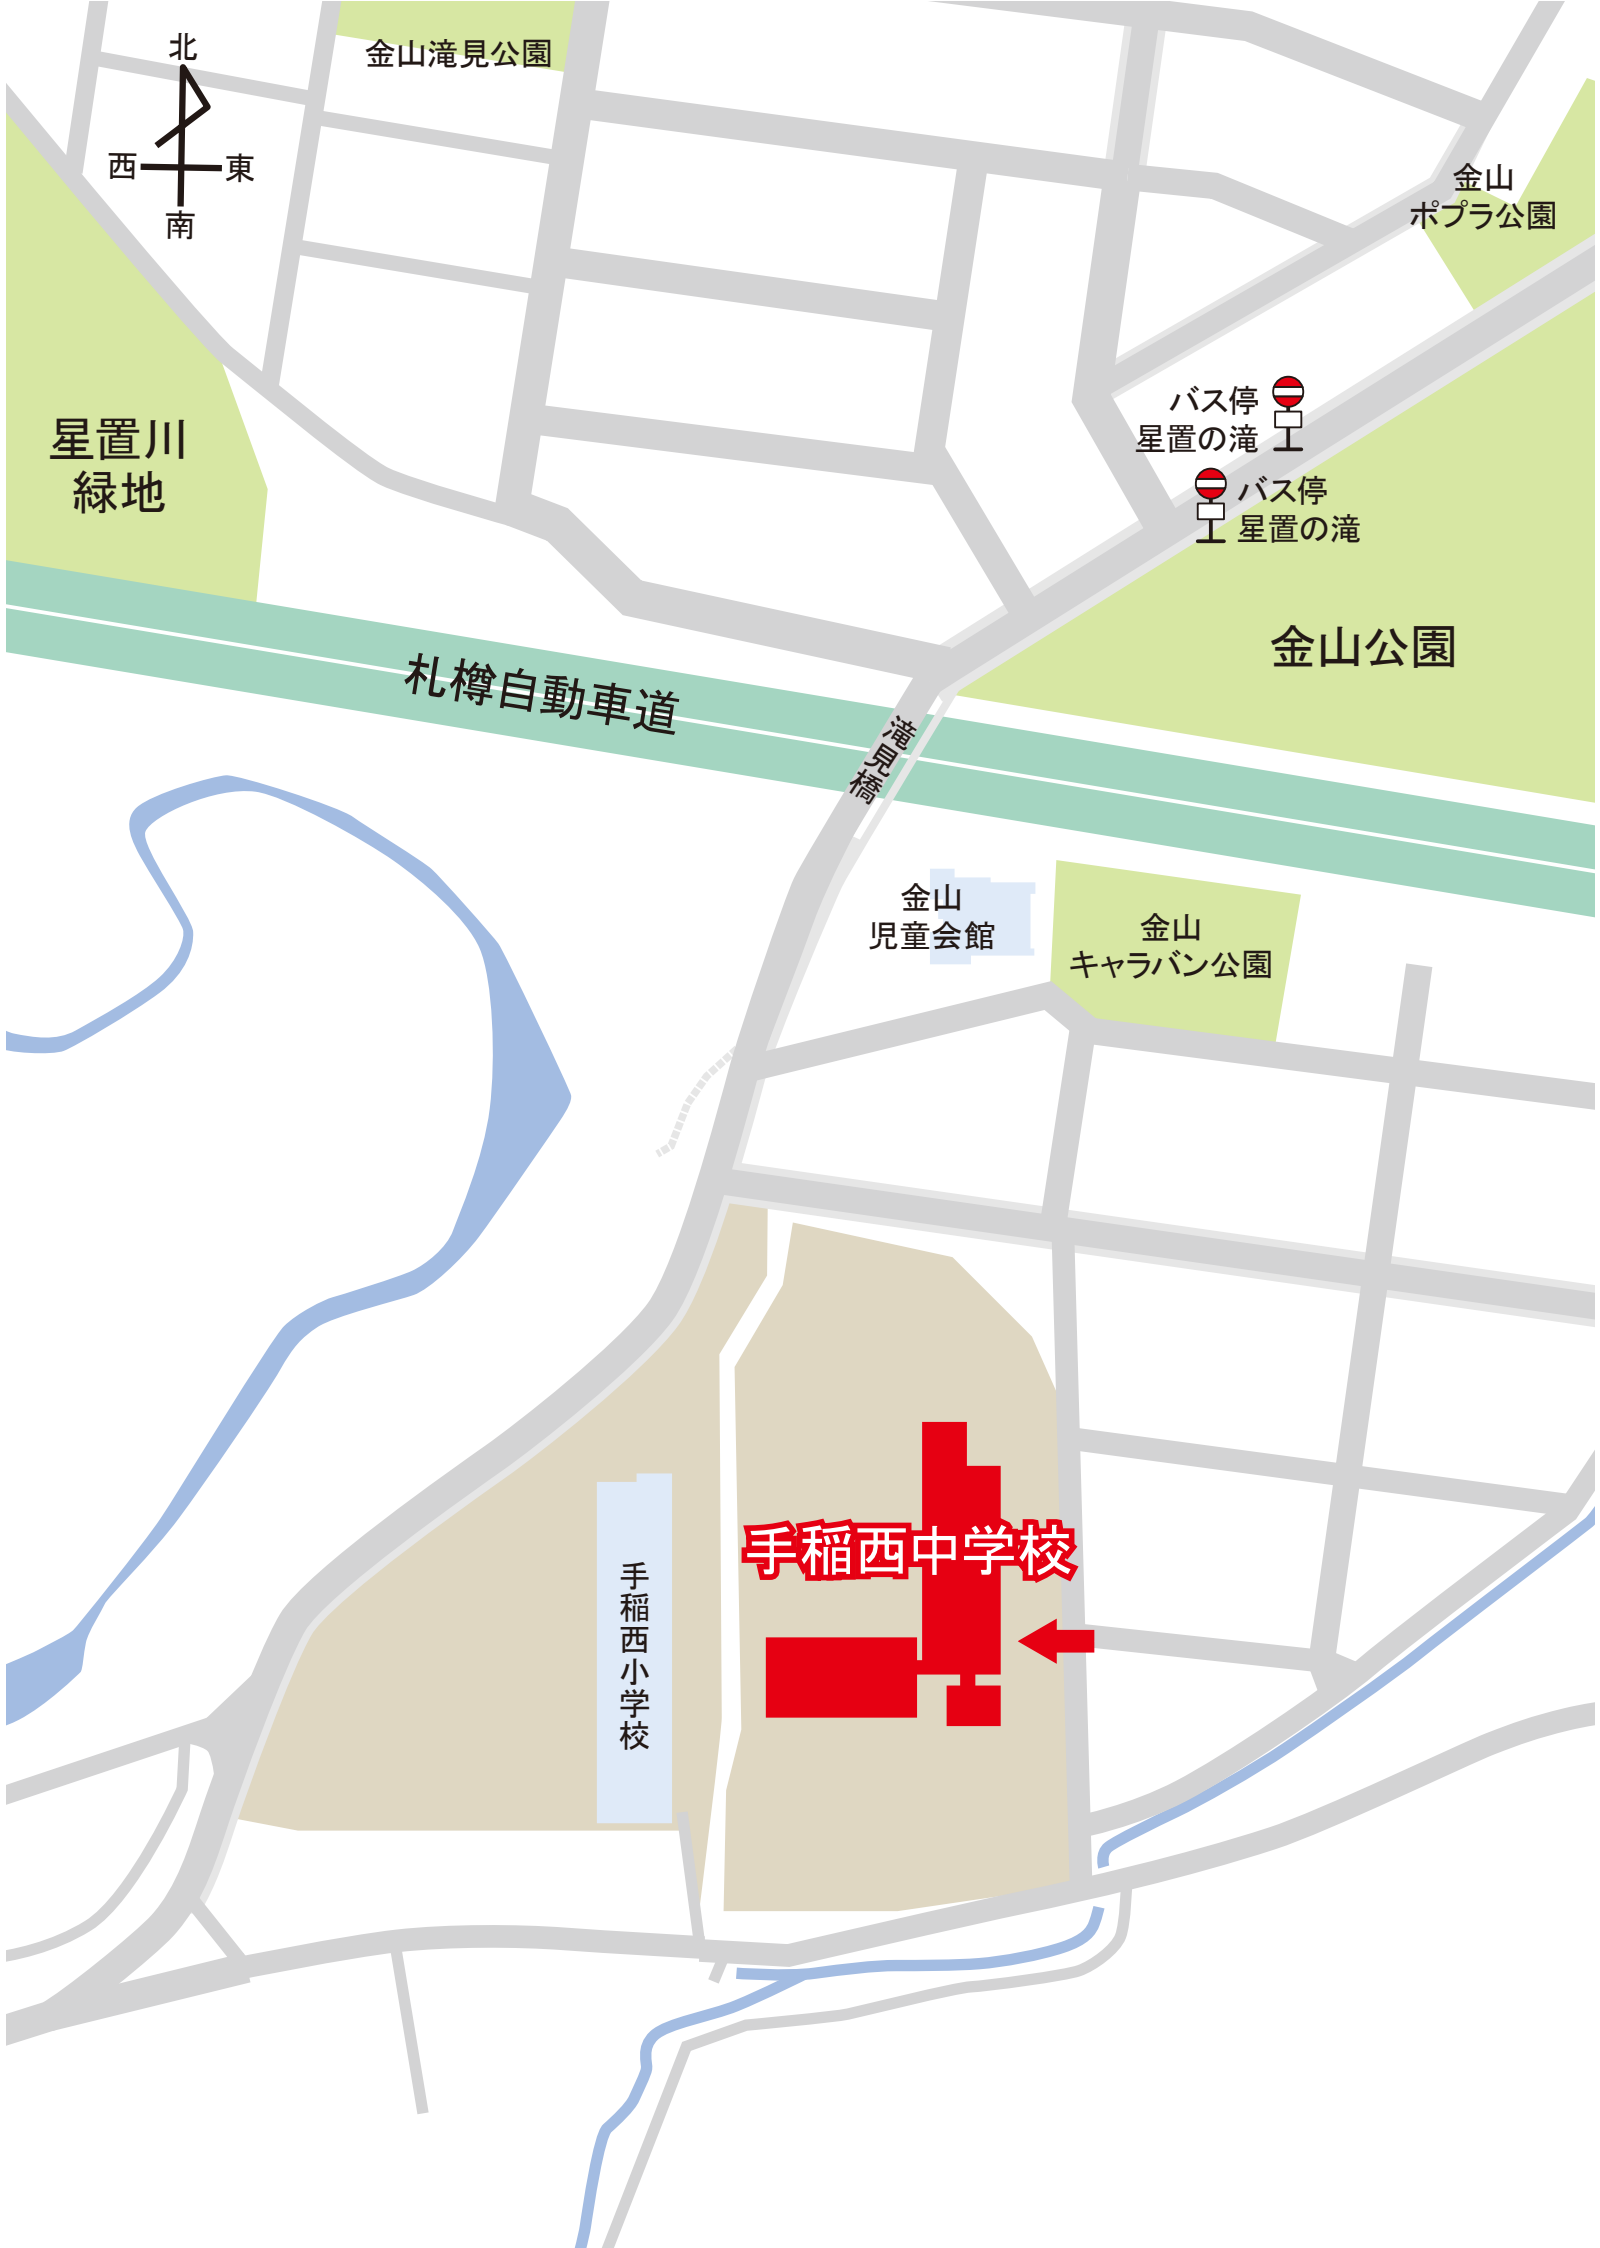 北
金山滝見公園
西
東
南
金山
ポプラ公園
バス停
星置の滝
バス停
星置の滝
星置川
緑地
金山公園
札樽自動車道
滝見橋
金山
児童会館
金山
キャラバン公園
手稲西中学校
手稲西小学校